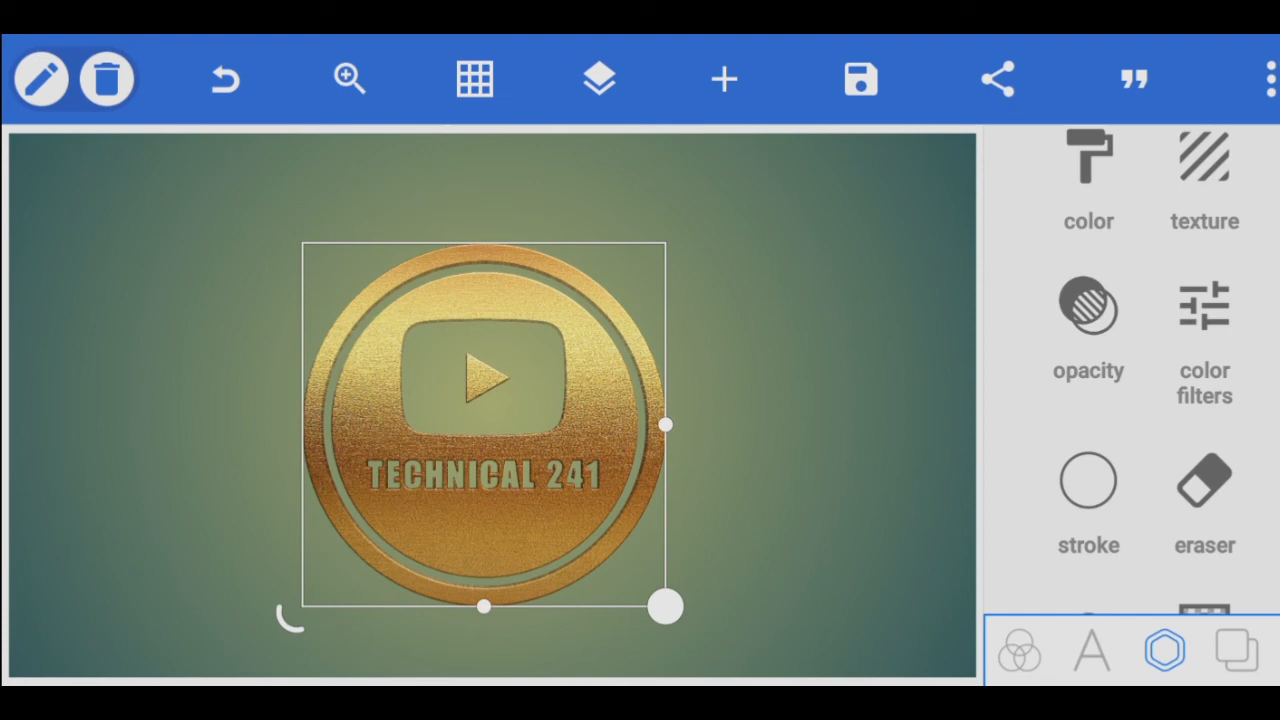 color texture
opacity color
filters
stroke eraser
TECHNICAL 241